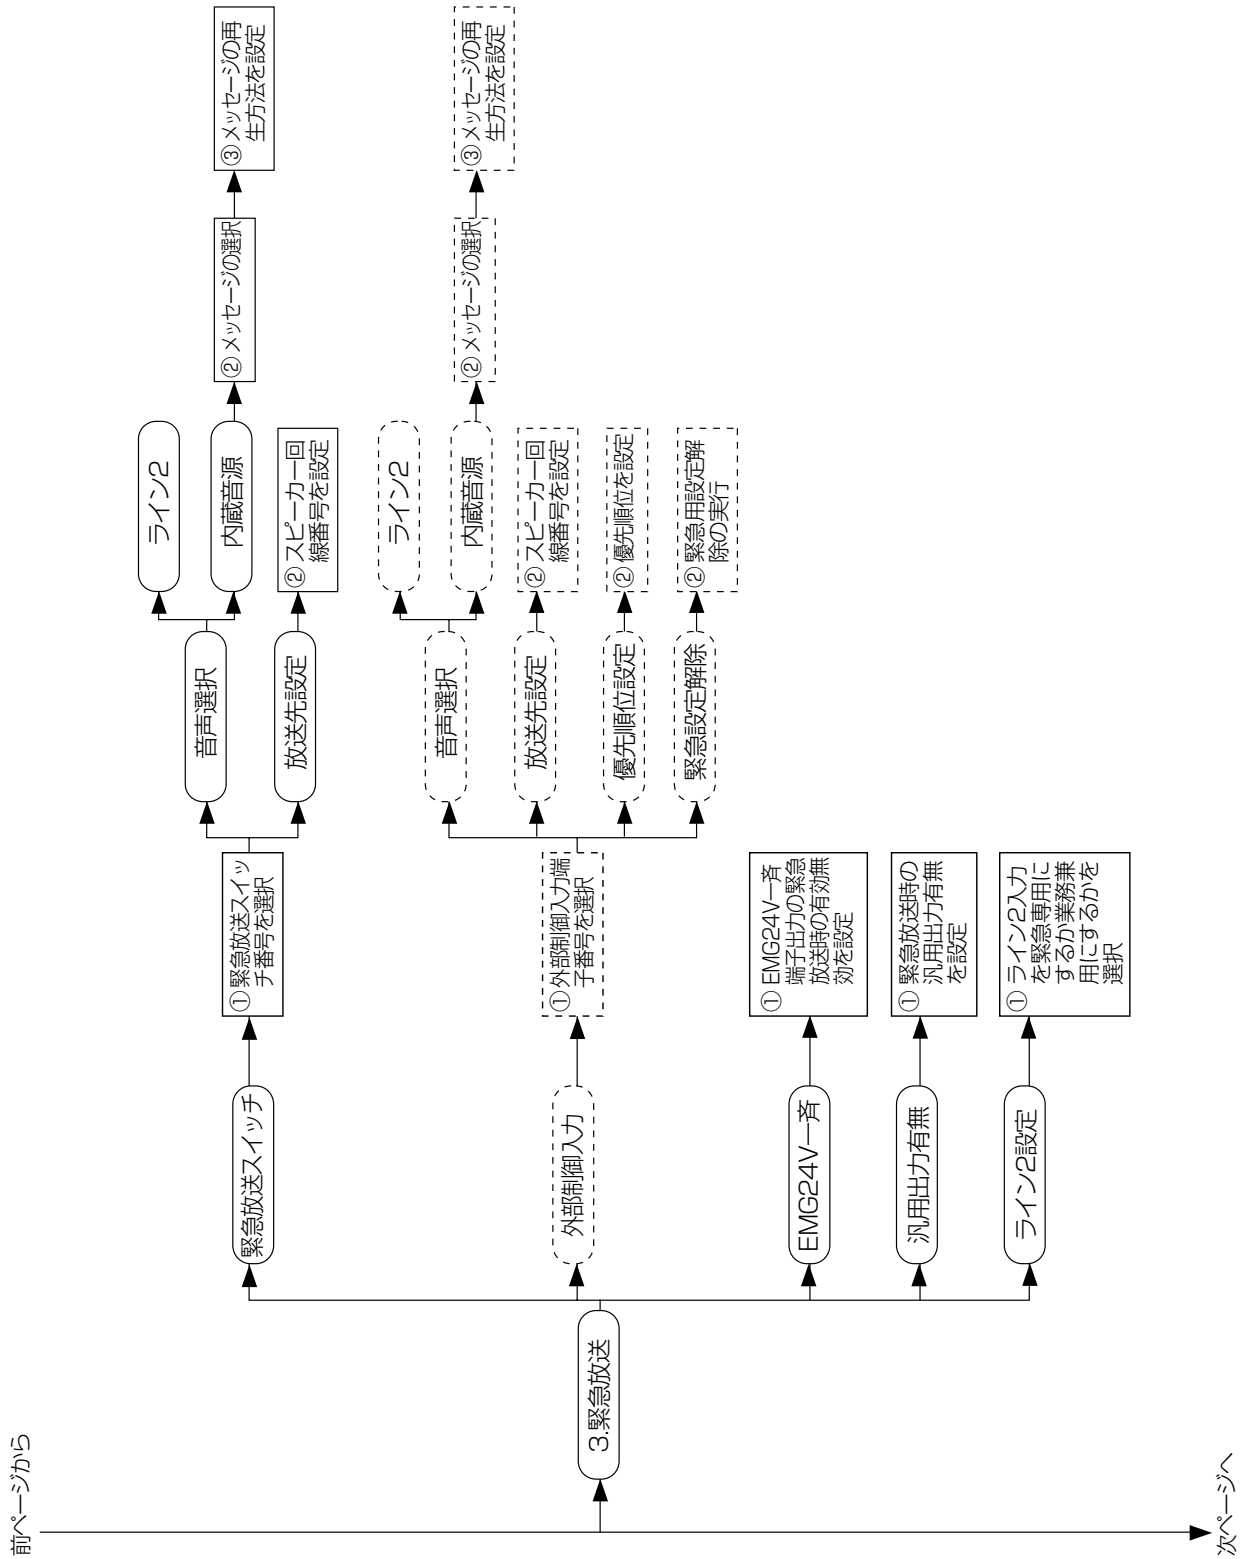 前ページから
3.緊急放送
緊急放送スイッチ
① 緊急放送スイッ
チ番号を選択
音声選択
ライン2
内蔵音源
② メッセージの選択
③ メッセージの再
生方法を設定
放送先設定
② スピーカー回
線番号を設定
外部制御入力
① 外部制御入力端
子番号を選択
音声選択
ライン2
内蔵音源
② メッセージの選択
③ メッセージの再
生方法を設定
放送先設定
② スピーカー回
線番号を設定
優先順位設定
② 優先順位を設定
緊急設定解除
② 緊急用設定解
除の実行
EMG24V一斉
① EMG24V一斉
端子出力の緊急
放送時の有効無
効を設定
汎用出力有無
① 緊急放送時の
汎用出力有無
を設定
ライン2設定
① ライン2入力
を緊急専用に
するか業務兼
用にするかを
選択
次ページへ